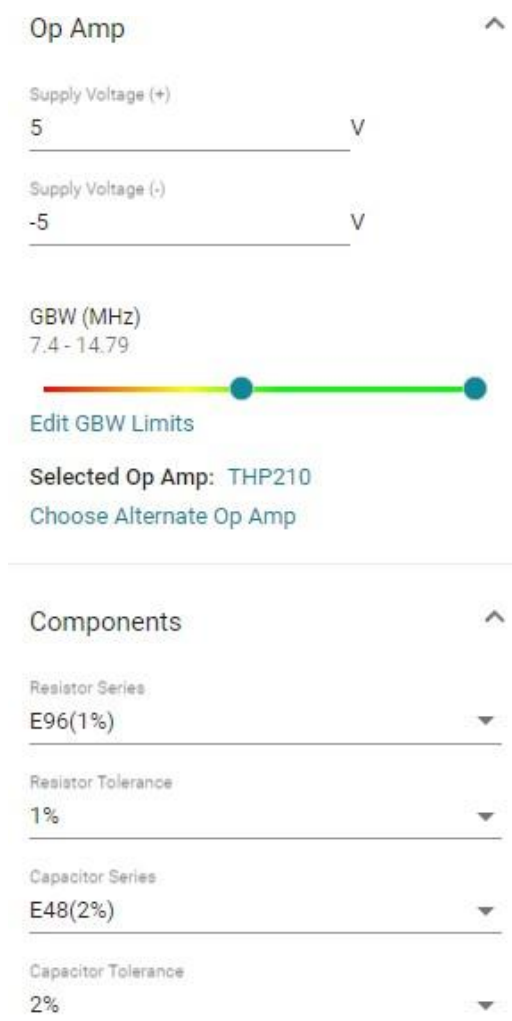 Op Amp
Supply Voltage (+)
5 V
Supply Voltage (-)
-5 V
GBW (MHz)
7.4 - 14.79
Edit GBW Limits
Selected Op Amp: THP210
Choose Alternate Op Amp
Components
Resistor Series
E96(1%)
Resistor Tolerance
1%
Capacitor Series
E48(2%)
Capacitor Tolerance
2%